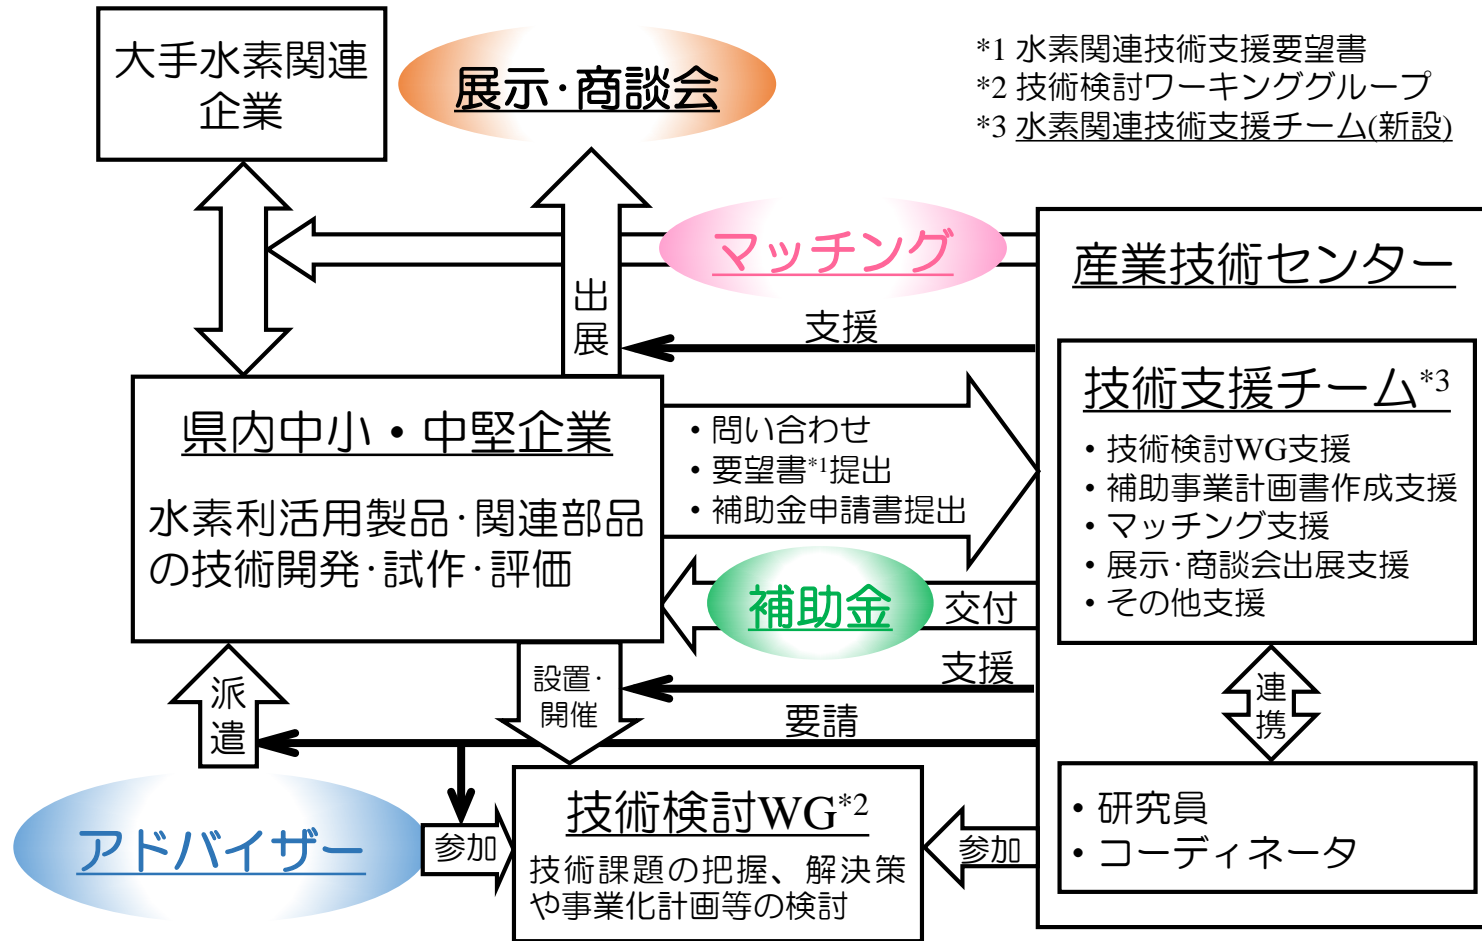 大手水素関連
企業
展示･商談会
*1 水素関連技術支援要望書
*2 技術検討ワーキンググループ
*3 水素関連技術支援チーム(新設)
マッチング
産業技術センター
出
展
支援
技術支援チーム*3
・技術検討WG支援
・補助事業計画書作成支援
・マッチング支援
・展示･商談会出展支援
・その他支援
県内中小・中堅企業
水素利活用製品･関連部品
の技術開発･試作･評価
・問い合わせ
・要望書*1提出
・補助金申請書提出
補助金
交付
派
遣
設置･
開催
支援
要請
連
携
・研究員
・コーディネータ
アドバイザー
参加
技術検討WG*2
技術課題の把握、解決策
や事業化計画等の検討
参加